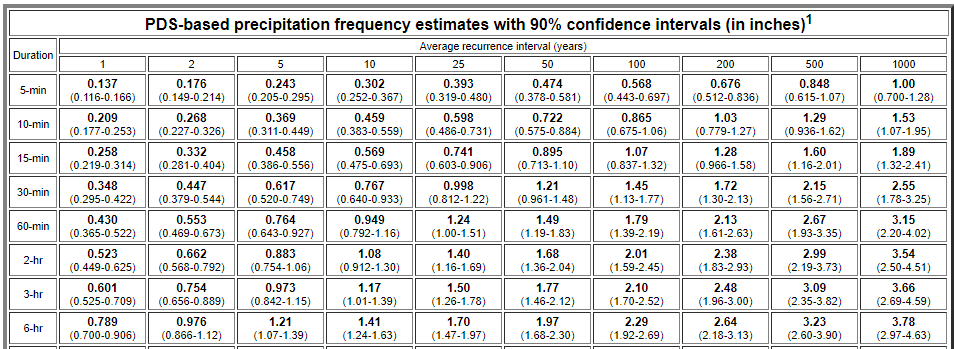 PDS-based precipitation frequency estimates with 90% confidence intervals (in inches)1
Duration
Average recurrence interval (years)
1 2 5 10 25 50 100 200 500 1000
5-min 0.137 0.176 0.243 0.302 0.393 0.474 0.568 0.676 0.848 1.00
(0.116-0.166) (0.149-0.214) (0.205-0.295) (0.252-0.367) (0.319-0.480) (0.378-0.581) (0.443-0.697) (0.512-0.836) (0.615-1.07) (0.700-1.28)
10-min 0.209 0.268 0.369 0.459 0.598 0.722 0.865 1.03 1.29 1.53
(0.177-0.253) (0.227-0.326) (0.311-0.449) (0.383-0.559) (0.486-0.731) (0.575-0.884) (0.675-1.06) (0.779-1.27) (0.936-1.62) (1.07-1.95)
15-min 0.258 0.332 0.458 0.569 0.741 0.895 1.07 1.28 1.60 1.89
(0.219-0.314) (0.281-0.404) (0.386-0.556) (0.475-0.693) (0.603-0.906) (0.713-1.10) (0.837-1.32) (0.966-1.58) (1.16-2.01) (1.32-2.41)
30-min 0.348 0.447 0.617 0.767 0.998 1.21 1.45 1.72 2.15 2.55
(0.295-0.422) (0.379-0.544) (0.520-0.749) (0.640-0.933) (0.812-1.22) (0.961-1.48) (1.13-1.77) (1.30-2.13) (1.56-2.71) (1.78-3.25)
60-min 0.430 0.553 0.764 0.949 1.24 1.49 1.79 2.13 2.67 3.15
(0.365-0.522) (0.469-0.673) (0.643-0.927) (0.792-1.16) (1.00-1.51) (1.19-1.83) (1.39-2.19) (1.61-2.63) (1.93-3.35) (2.20-4.02)
2-hr 0.523 0.662 0.883 1.08 1.40 1.68 2.01 2.38 2.99 3.54
(0.449-0.625) (0.568-0.792) (0.754-1.06) (0.912-1.30) (1.16-1.69) (1.36-2.04) (1.59-2.45) (1.83-2.93) (2.19-3.73) (2.50-4.51)
3-hr 0.601 0.754 0.973 1.17 1.50 1.77 2.10 2.48 3.09 3.66
(0.525-0.709) (0.656-0.889) (0.842-1.15) (1.01-1.39) (1.26-1.78) (1.46-2.12) (1.70-2.52) (1.96-3.00) (2.35-3.82) (2.69-4.59)
6-hr 0.789 0.976 1.21 1.41 1.70 1.97 2.29 2.64 3.23 3.78
(0.700-0.906) (0.866-1.12) (1.07-1.39) (1.24-1.63) (1.47-1.97) (1.68-2.30) (1.92-2.69) (2.18-3.13) (2.60-3.90) (2.97-4.63)